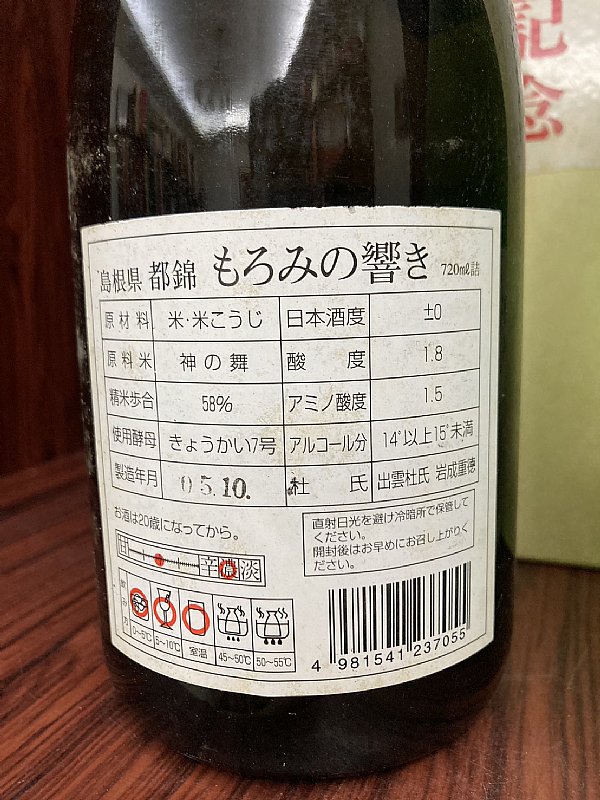 記念
島根県 都錦 もろみの響き 720ml詰
原材料 米・米こうじ 日本酒度 ±0
原料米 神の舞 酸度 1.8
精米歩合 58% アミノ酸度 1.5
使用酵母 きょうかい7号 アルコール分 14°以上15°未満
製造年月 05.10. 杜氏 出雲杜氏 岩成重徳
お酒は20歳になってから。
直射日光を避け冷暗所で保管して
ください。
開封後はお早めにお召し上がりく
ださい。
甘 辛 濃 淡
飲み方
0~5℃ 5~10℃ 室温 45~50℃ 50~55℃
4 981541 237055